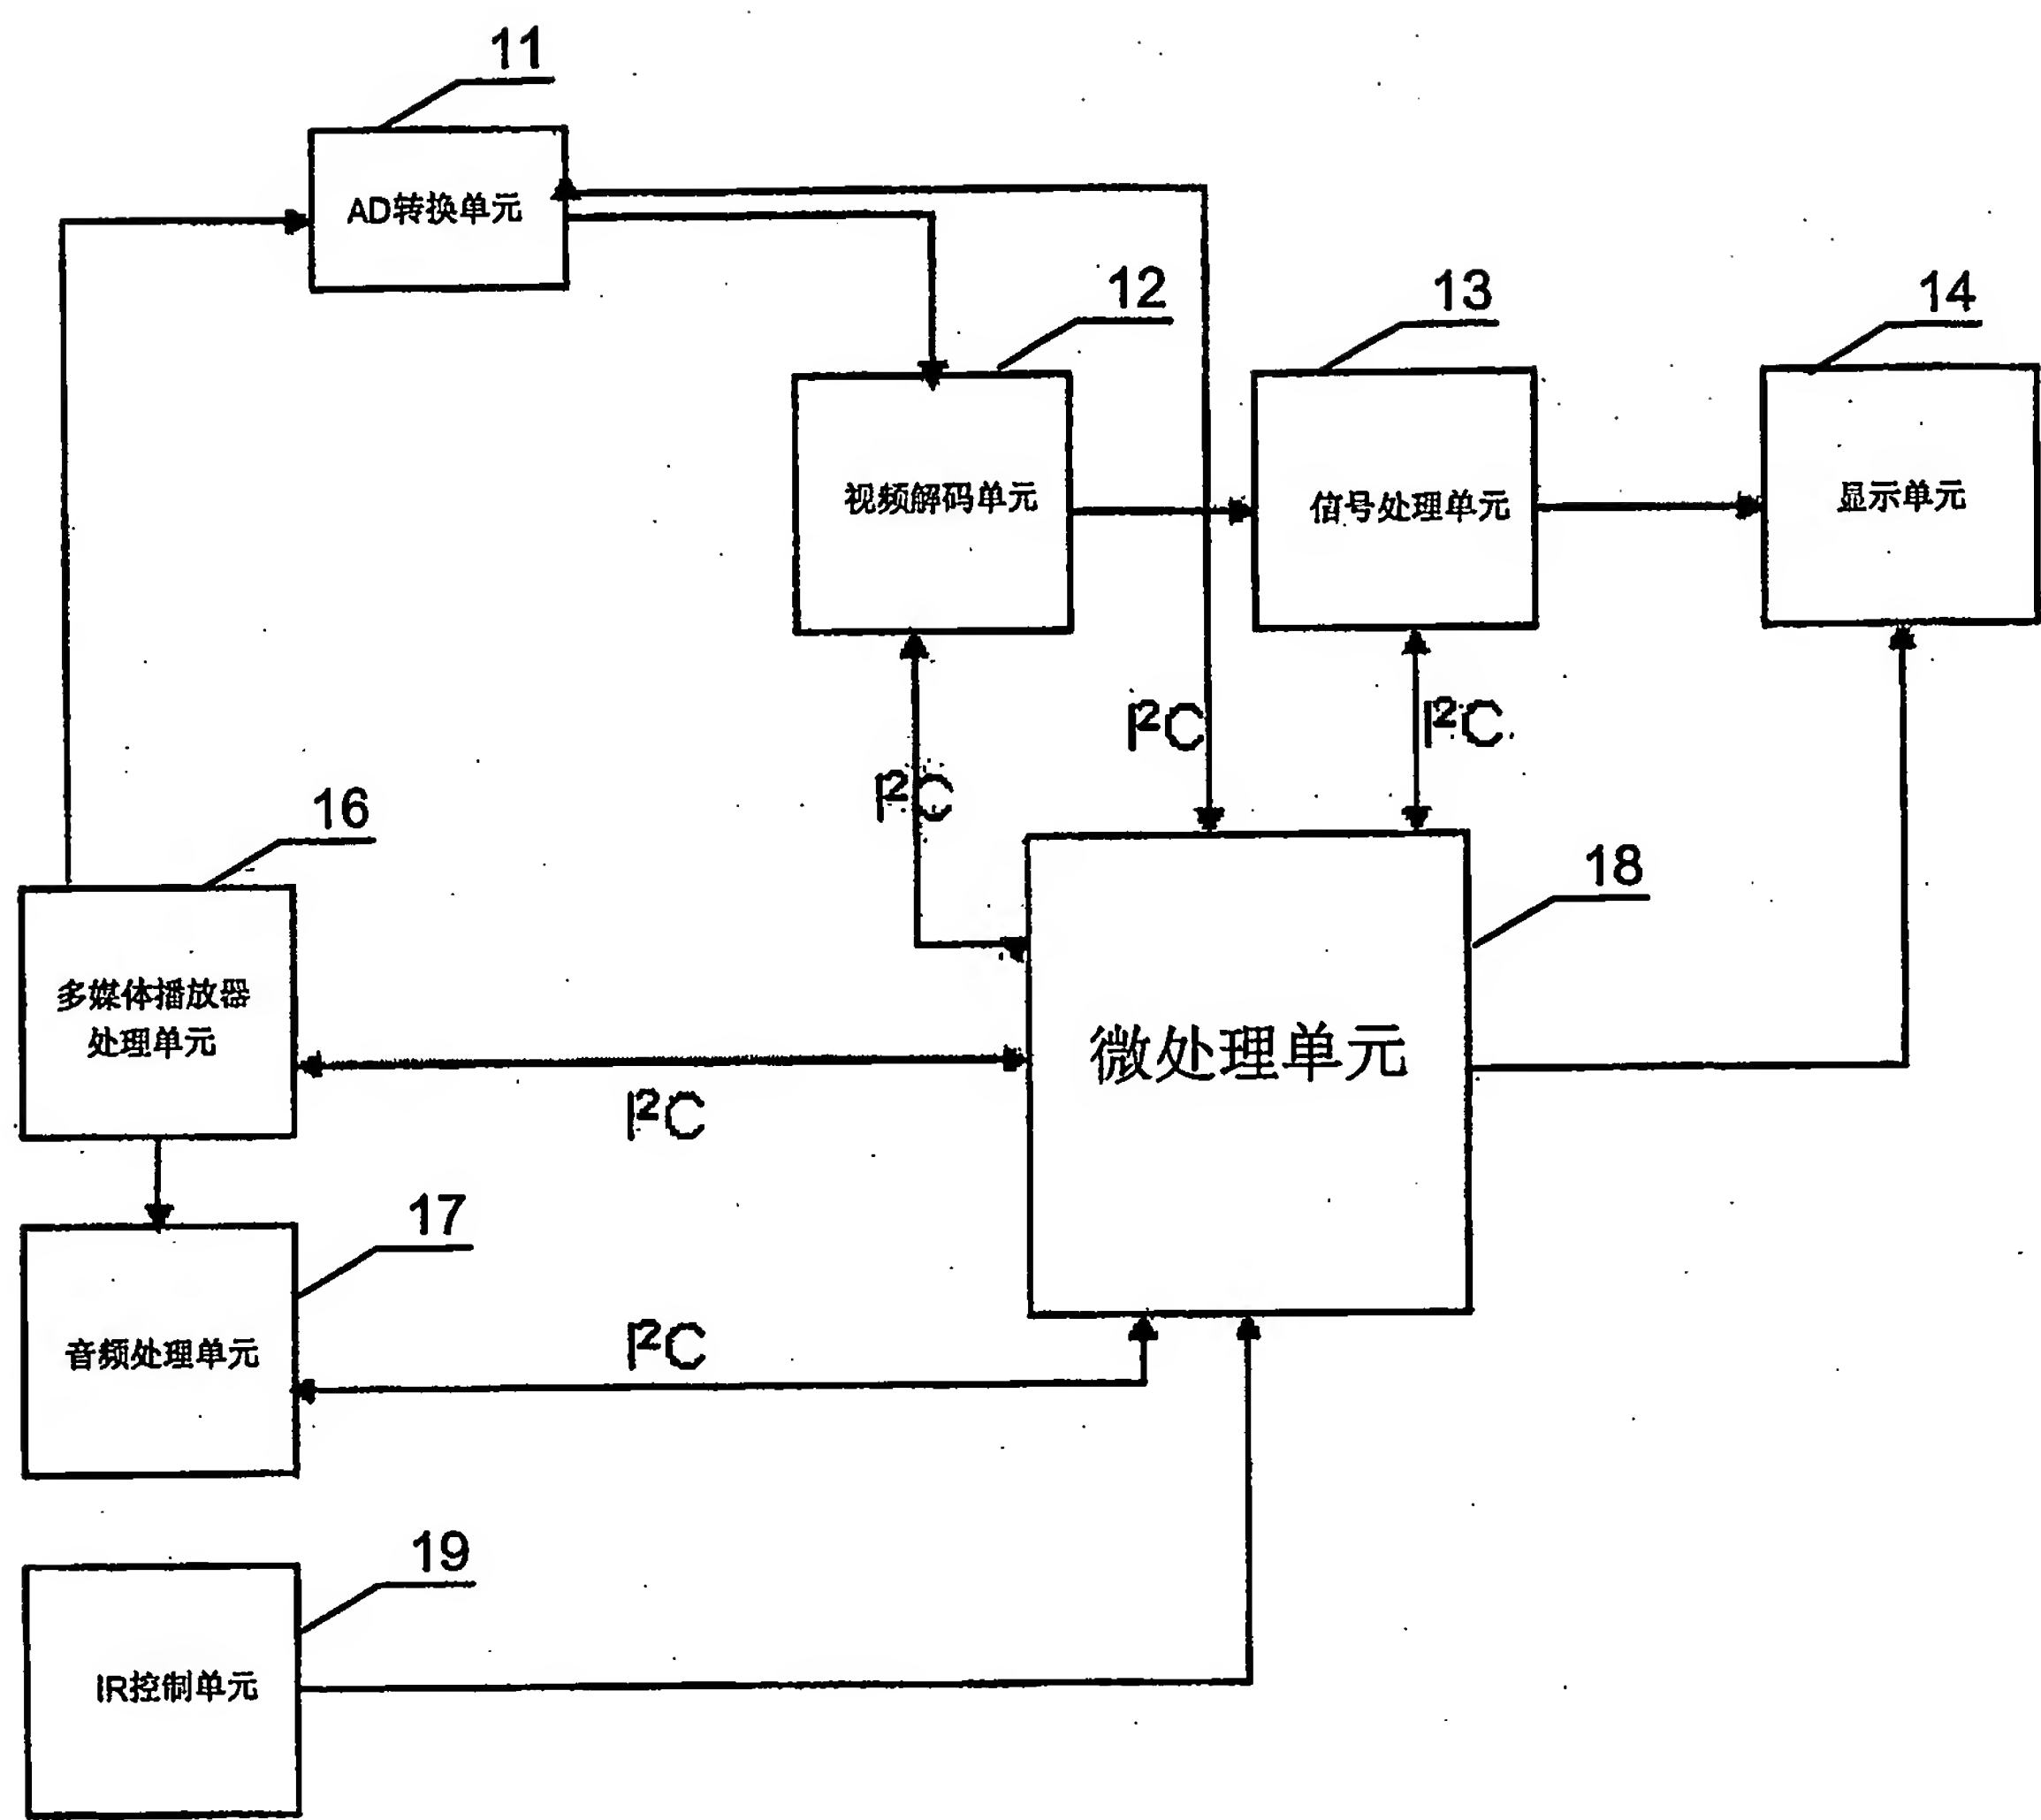 11
AD转换单元
12
13
14
视频解码单元
信号处理单元
显示单元
I²C
I²C
I²C
16
18
多媒体播放器
处理单元
微处理单元
I²C
17
音频处理单元
I²C
19
IR控制单元